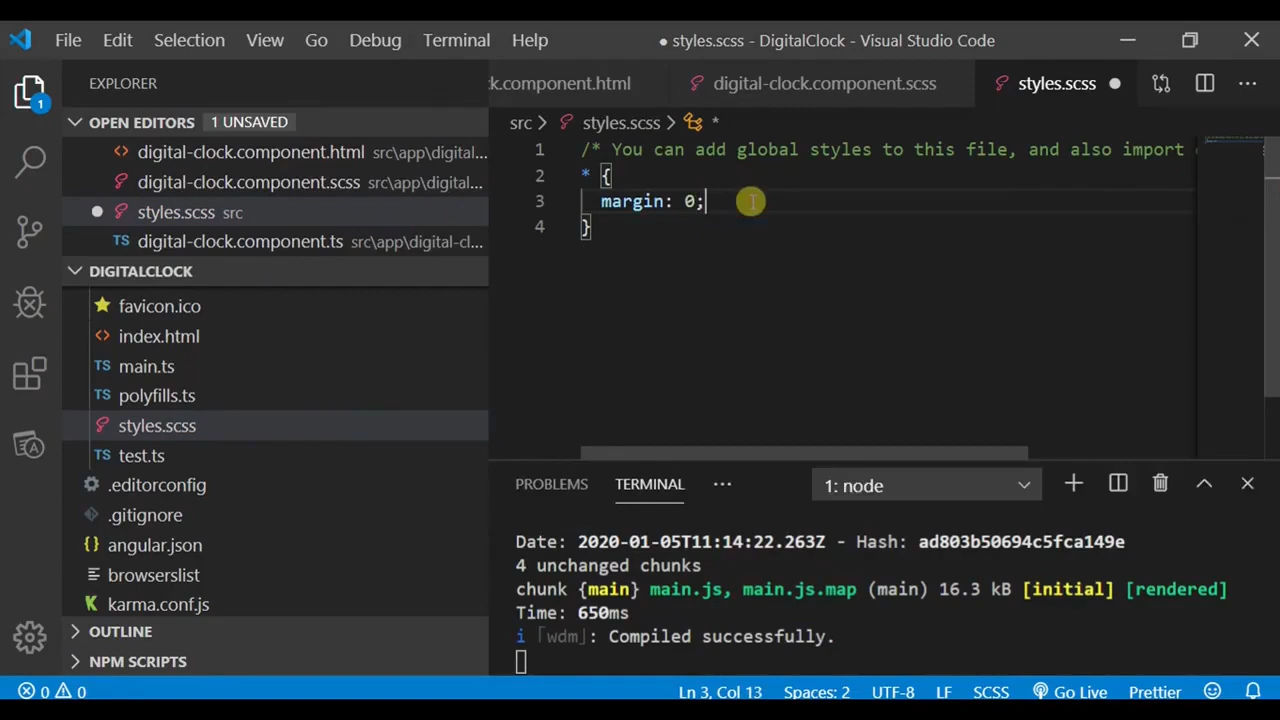 File Edit Selection View Go Debug Terminal Help ● styles.scss - DigitalClock - Visual Studio Code
EXPLORER
k.component.html digital-clock.component.scss styles.scss
1
OPEN EDITORS 1 UNSAVED
src > styles.scss > *
digital-clock.component.html src\app\digital...
1 /* You can add global styles to this file, and also import
digital-clock.component.scss src\app\digital...
2 * {
styles.scss src
3 margin: 0;
4 }
TS digital-clock.component.ts src\app\digital-cl...
DIGITALCLOCK
favicon.ico
<> index.html
TS main.ts
TS polyfills.ts
styles.scss
TS test.ts
.editorconfig
.gitignore
{} angular.json
browserslist
karma.conf.js
OUTLINE
NPM SCRIPTS
PROBLEMS TERMINAL ··· 1: node
Date: 2020-01-05T11:14:22.263Z - Hash: ad803b50694c5fca149e
4 unchanged chunks
chunk {main} main.js, main.js.map (main) 16.3 kB [initial] [rendered]
Time: 650ms
i ｢wdm｣: Compiled successfully.
0 0 Ln 3, Col 13 Spaces: 2 UTF-8 LF SCSS Go Live Prettier